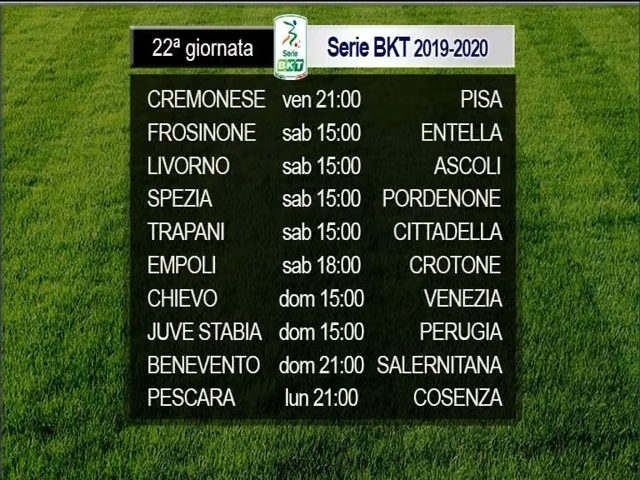 22ª giornata Serie BKT 2019-2020
Serie
BKT
CREMONESE ven 21:00 PISA
FROSINONE sab 15:00 ENTELLA
LIVORNO sab 15:00 ASCOLI
SPEZIA sab 15:00 PORDENONE
TRAPANI sab 15:00 CITTADELLA
EMPOLI sab 18:00 CROTONE
CHIEVO dom 15:00 VENEZIA
JUVE STABIA dom 15:00 PERUGIA
BENEVENTO dom 21:00 SALERNITANA
PESCARA lun 21:00 COSENZA